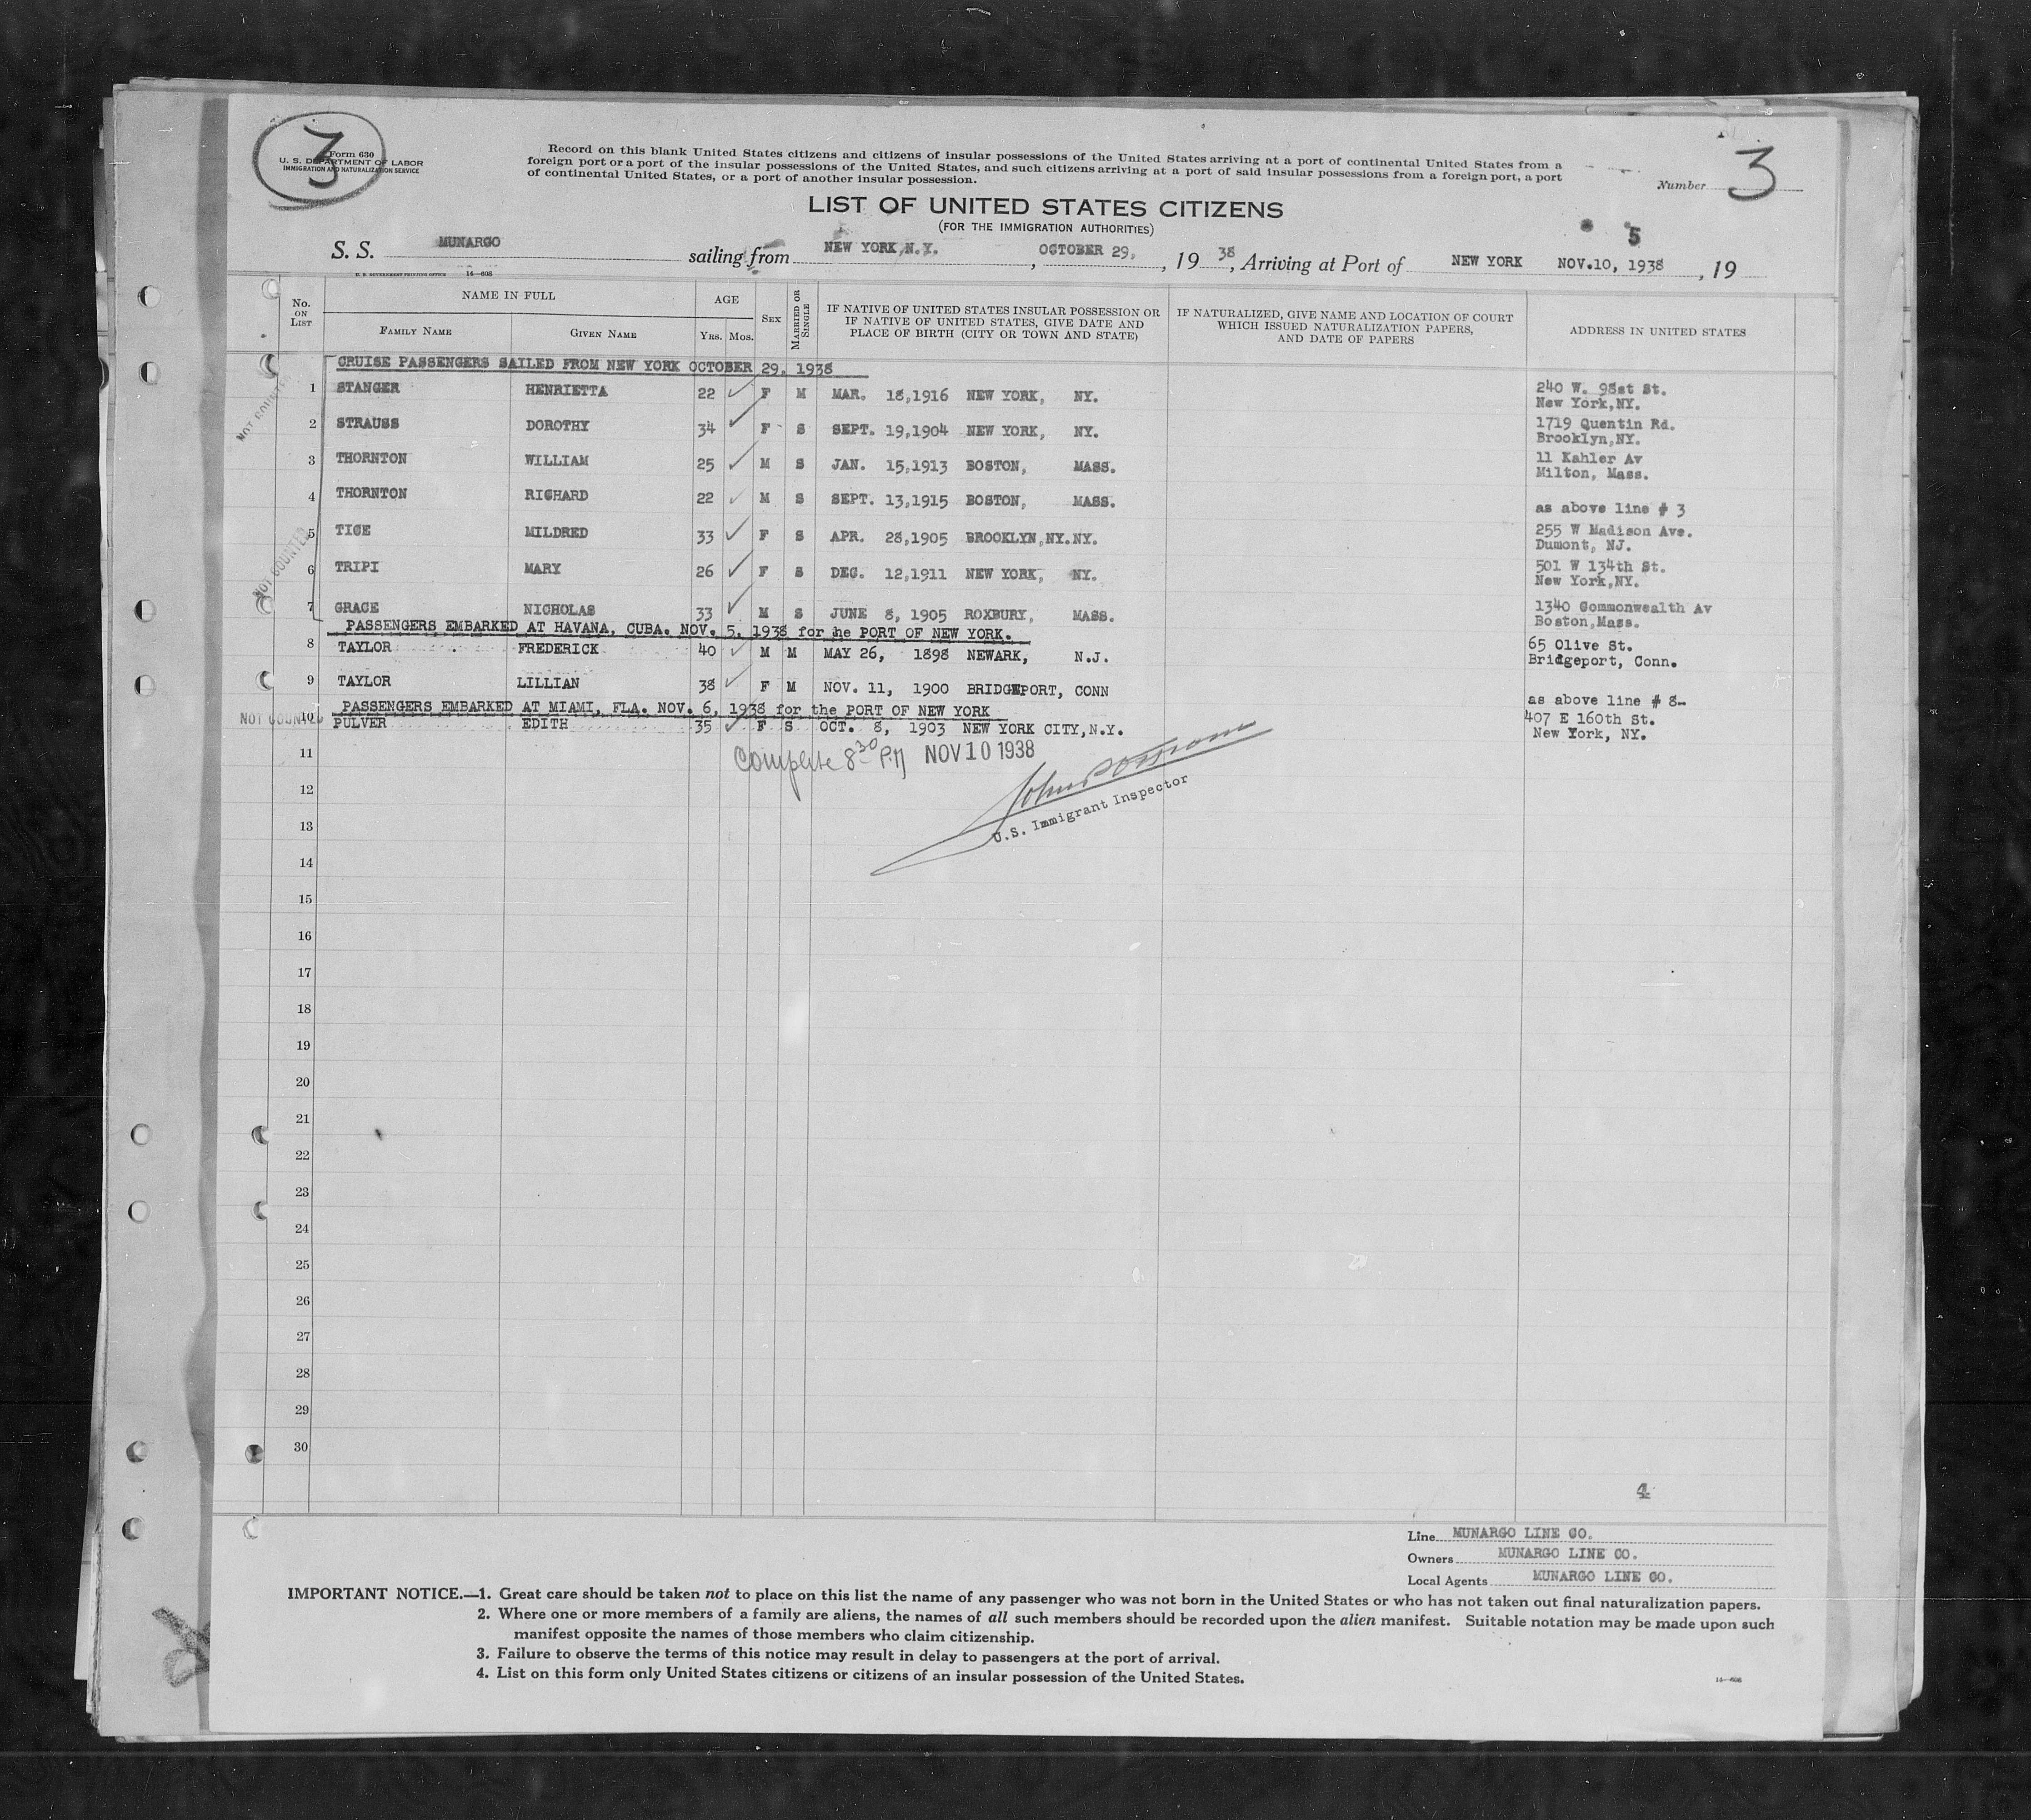 3
Form 630
U. S. DEPARTMENT OF LABOR
IMMIGRATION AND NATURALIZATION SERVICE
Record on this blank United States citizens and citizens of insular possessions of the United States arriving at a port of continental United States from a
foreign port or a port of the insular possessions of the United States, and such citizens arriving at a port of said insular possessions from a foreign port, a port
of continental United States, or a port of another insular possession.
Number 3
LIST OF UNITED STATES CITIZENS
(FOR THE IMMIGRATION AUTHORITIES)
5
S. S. MUNARGO sailing from NEW YORK,N.Y. , OCTOBER 29, , 19 38 , Arriving at Port of NEW YORK NOV.10, 1938 , 19
U. S. GOVERNMENT PRINTING OFFICE 14—608
No. ON LIST NAME IN FULL FAMILY NAME GIVEN NAME AGE YRS. MOS. SEX MARRIED OR SINGLE IF NATIVE OF UNITED STATES INSULAR POSSESSION OR IF NATIVE OF UNITED STATES, GIVE DATE AND PLACE OF BIRTH (CITY OR TOWN AND STATE) IF NATURALIZED, GIVE NAME AND LOCATION OF COURT WHICH ISSUED NATURALIZATION PAPERS, AND DATE OF PAPERS ADDRESS IN UNITED STATES
CRUISE PASSENGERS SAILED FROM NEW YORK OCTOBER 29, 1938
NOT COUNTED
1 STANGER HENRIETTA 22 F M MAR. 18,1916 NEW YORK, NY. 240 W. 98st St.
New York,NY.
2 STRAUSS DOROTHY 34 F S SEPT. 19,1904 NEW YORK, NY. 1719 Quentin Rd.
Brooklyn,NY.
3 THORNTON WILLIAM 25 M S JAN. 15,1913 BOSTON, MASS. 11 Kahler Av
Milton, Mass.
4 THORNTON RICHARD 22 M S SEPT. 13,1915 BOSTON, MASS. as above line # 3
NOT COUNTED
5 TICE MILDRED 33 F S APR. 28,1905 BROOKLYN,NY.NY. 255 W Madison Ave.
Dumont, NJ.
6 TRIPI MARY 26 F S DEC. 12,1911 NEW YORK, NY. 501 W 134th St.
New York,NY.
7 GRACE NICHOLAS 33 M S JUNE 8, 1905 ROXBURY, MASS. 1340 Commonwealth Av
Boston,Mass.
PASSENGERS EMBARKED AT HAVANA, CUBA. NOV. 5, 1938 for he PORT OF NEW YORK.
8 TAYLOR FREDERICK 40 M M MAY 26, 1898 NEWARK, N.J. 65 Olive St.
Bridgeport, Conn.
9 TAYLOR LILLIAN 38 F M NOV. 11, 1900 BRIDGEPORT, CONN as above line # 8-
PASSENGERS EMBARKED AT MIAMI, FLA. NOV. 6, 1938 for the PORT OF NEW YORK
NOT COUNTED
10 PULVER EDITH 35 F S OCT. 8, 1903 NEW YORK CITY,N.Y. 407 E 160th St.
New York, NY.
11 Complete 8 30 P.M NOV 10 1938
12
U.S. Immigrant Inspector
13
14
15
16
17
18
19
20
21
22
23
24
25
26
27
28
29
30
4
Line MUNARGO LINE CO.
Owners MUNARGO LINE CO.
Local Agents MUNARGO LINE CO.
IMPORTANT NOTICE.—1. Great care should be taken not to place on this list the name of any passenger who was not born in the United States or who has not taken out final naturalization papers.
2. Where one or more members of a family are aliens, the names of all such members should be recorded upon the alien manifest. Suitable notation may be made upon such
manifest opposite the names of those members who claim citizenship.
3. Failure to observe the terms of this notice may result in delay to passengers at the port of arrival.
4. List on this form only United States citizens or citizens of an insular possession of the United States.
14—608